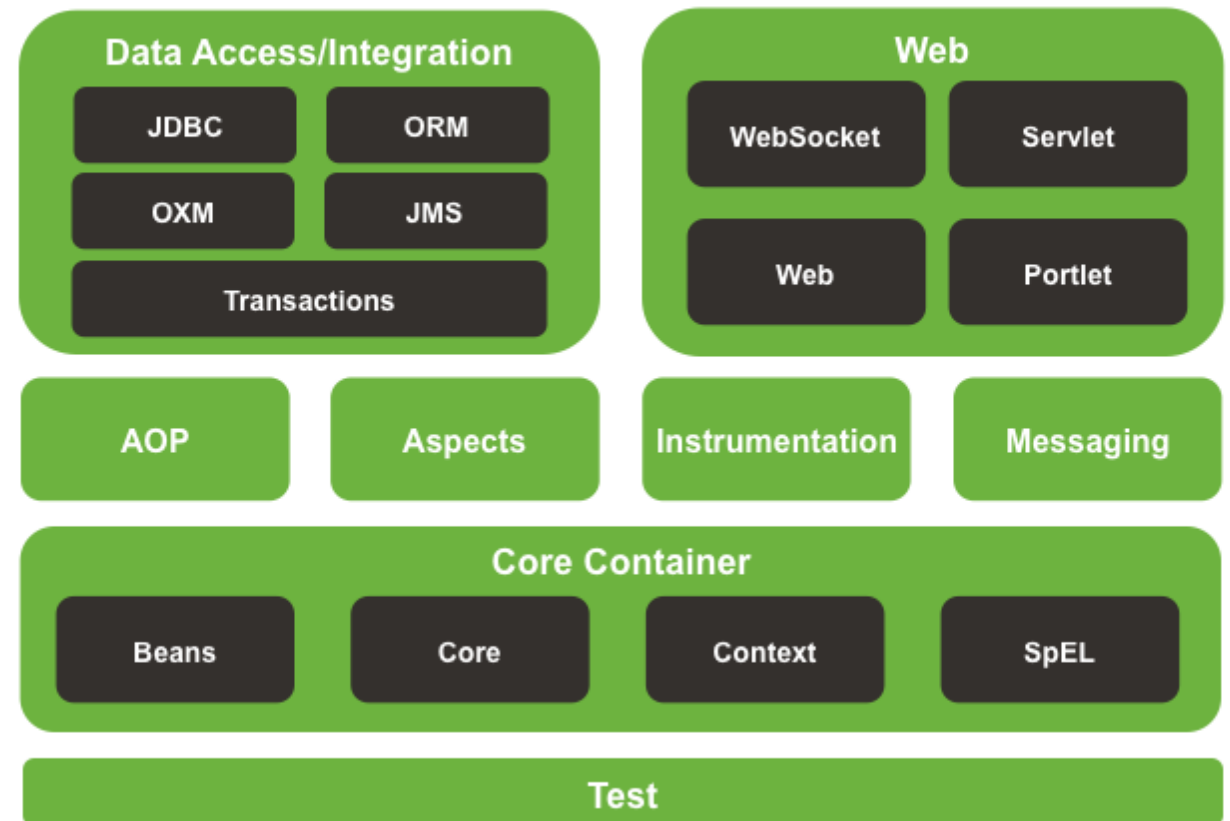 Data Access/Integration
JDBC
ORM
OXM
JMS
Transactions
Web
WebSocket
Servlet
Web
Portlet
AOP
Aspects
Instrumentation
Messaging
Core Container
Beans
Core
Context
SpEL
Test